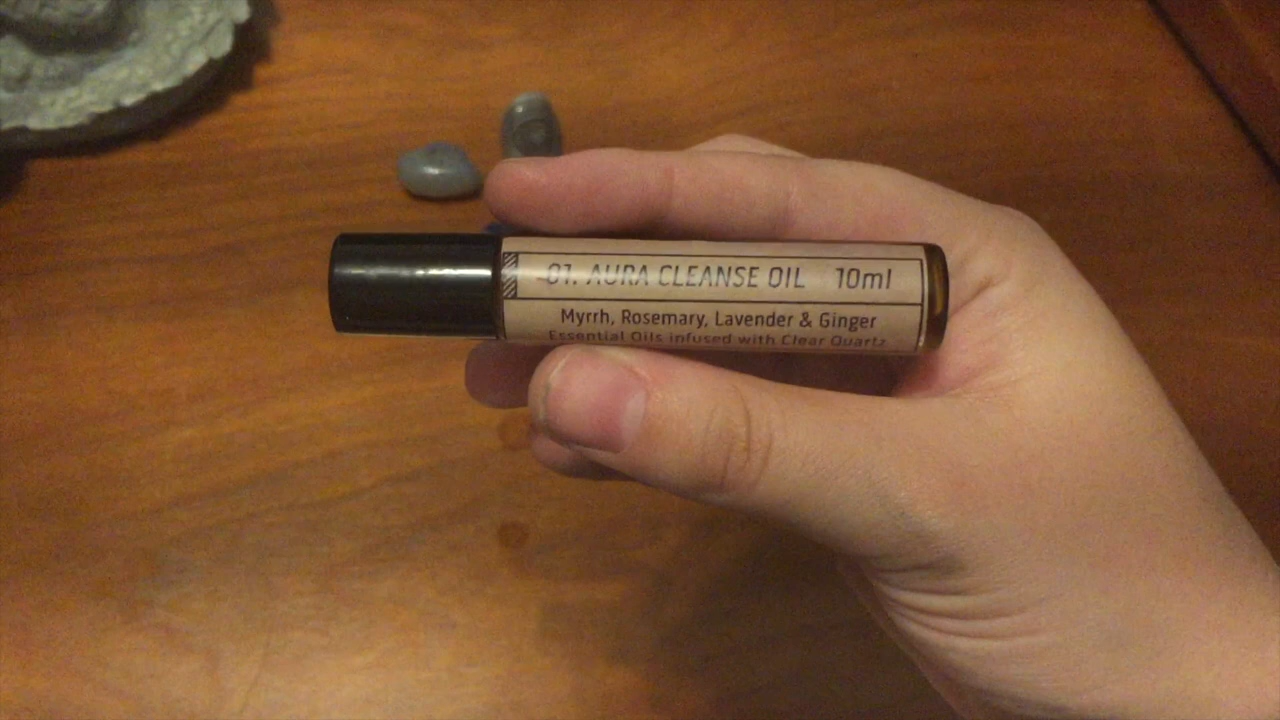 01. AURA CLEANSE OIL 10ml
Myrrh, Rosemary, Lavender & Ginger
Essential Oils infused with Clear Quartz